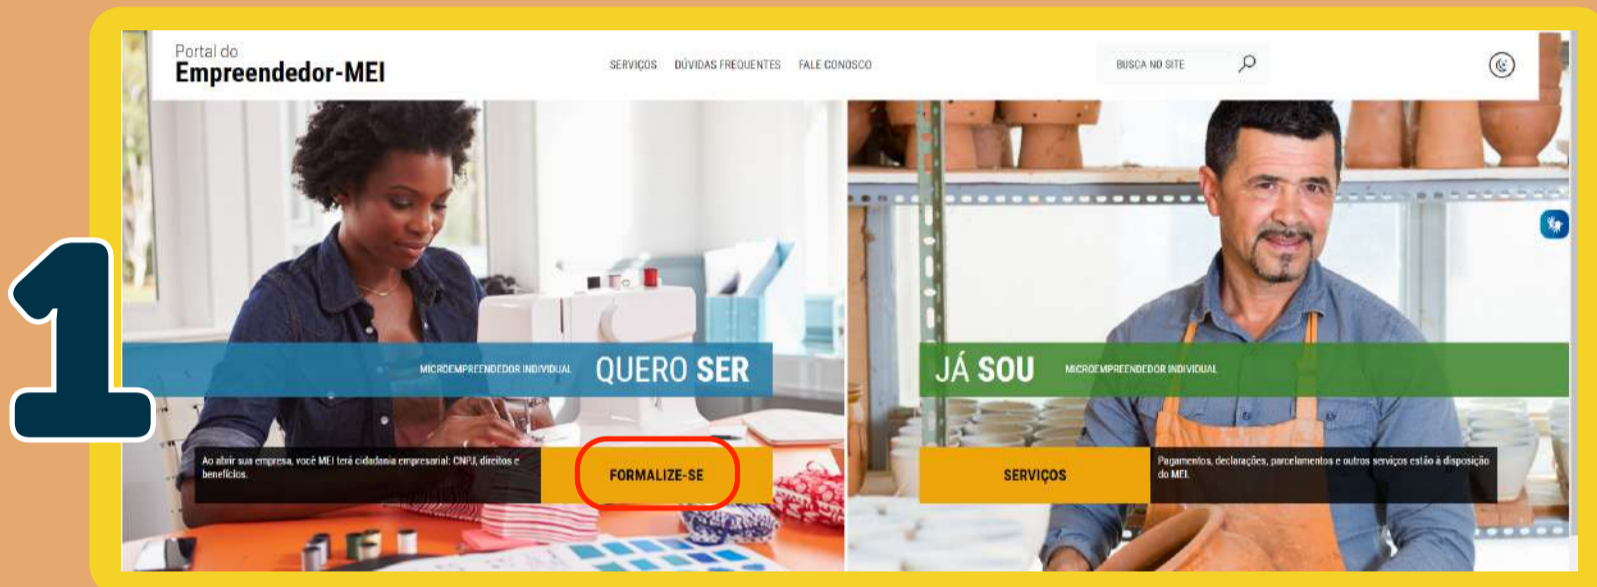 1
Portal do
Empreendedor-MEI
SERVIÇOS DÚVIDAS FREQUENTES FALE CONOSCO
BUSCA NO SITE
MICROEMPREENDEDOR INDIVIDUAL QUERO SER
JÁ SOU MICROEMPREENDEDOR INDIVIDUAL
Ao abrir sua empresa, você MEI terá cidadania empresarial: CNPJ, direitos e
benefícios.
FORMALIZE-SE
SERVIÇOS
Pagamentos, declarações, parcelamentos e outros serviços estão à disposição
do MEI.